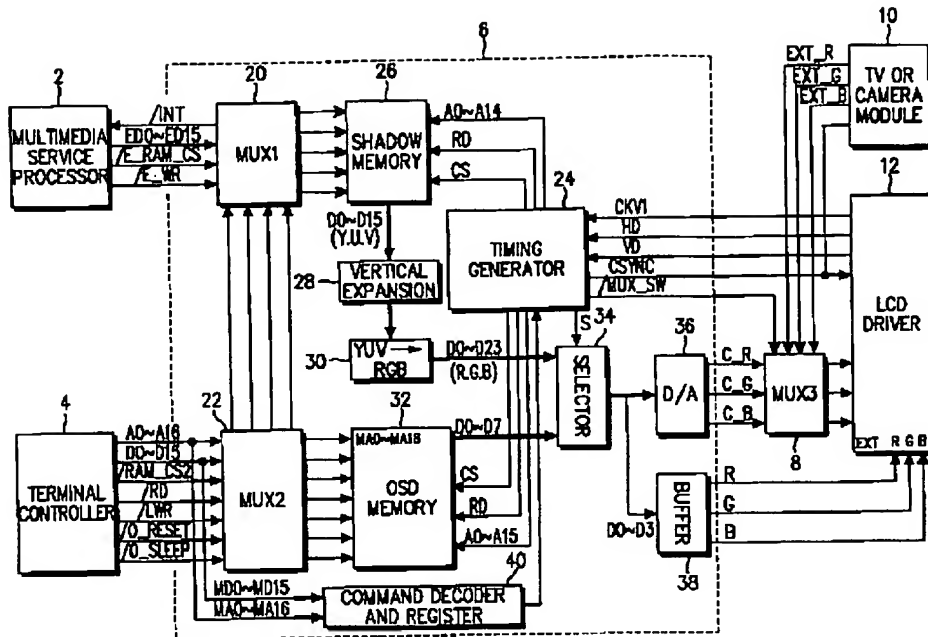 6
10
EXT_R
EXT_G
EXT_B
TV OR
CAMERA
MODULE
2
MULTIMEDIA
SERVICE
PROCESSOR
/INT
ED0~ED15
/E_RAM_CS
/E_WR
20
MUX1
26
SHADOW
MEMORY
A0~A14
RD
CS
24
TIMING
GENERATOR
12
LCD
DRIVER
CKV1
HD
VD
CSYNC
/MUX_SW
D0~D15
(Y.U.V)
28
VERTICAL
EXPANSION
30
YUV
RGB
D0~D23
(R.G.B)
S
34
SELECTOR
36
D/A
C_R
C_G
C_B
MUX3
8
EXT R G B
4
TERMINAL
CONTROLLER
A0~A16
D0~D15
/RAM_CS2
/RD
/LWR
/O_RESET
/O_SLEEP
22
MUX2
32
MA0~MA16
OSD
MEMORY
D0~D7
CS
RD
A0~A15
D0~D3
BUFFER
38
R
G
B
MD0~MD15
MA0~MA16
40
COMMAND DECODER
AND REGISTER